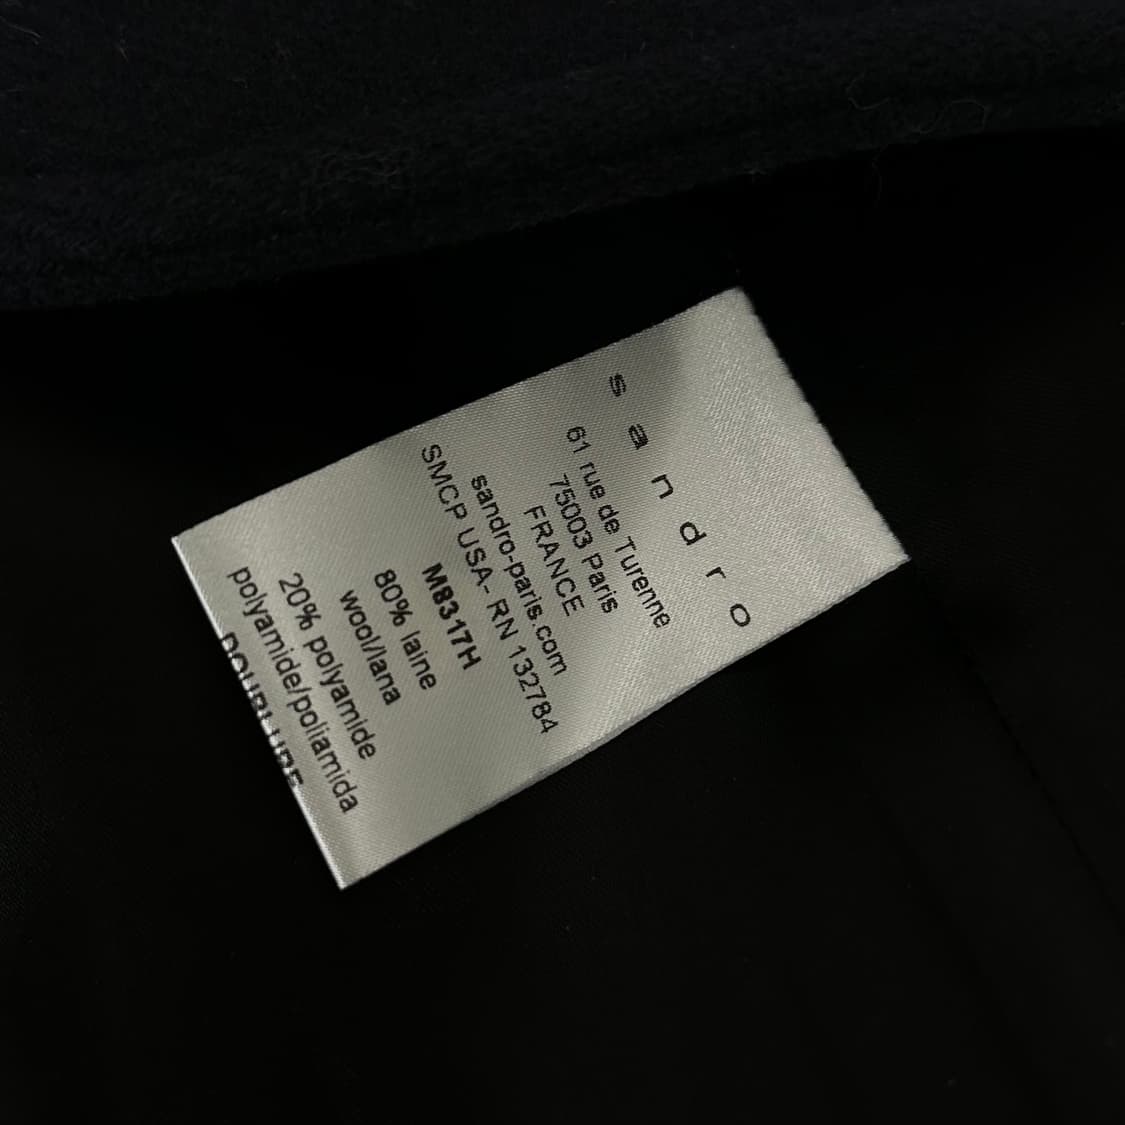 sandro
61 rue de Turenne
75003 Paris
FRANCE
sandro-paris.com
SMCP USA- RN 132784
M8317H
80% laine
wool/lana
20% polyamide
polyamide/poliamida
DOUBLURE